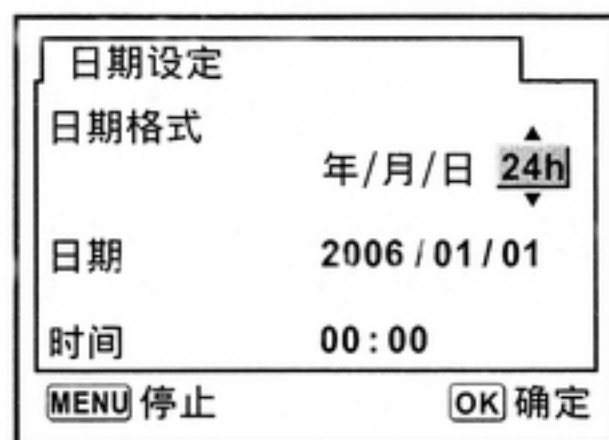 日期设定
日期格式
年/月/日 24h
日期 2006/01/01
时间 00:00
MENU 停止 OK 确定